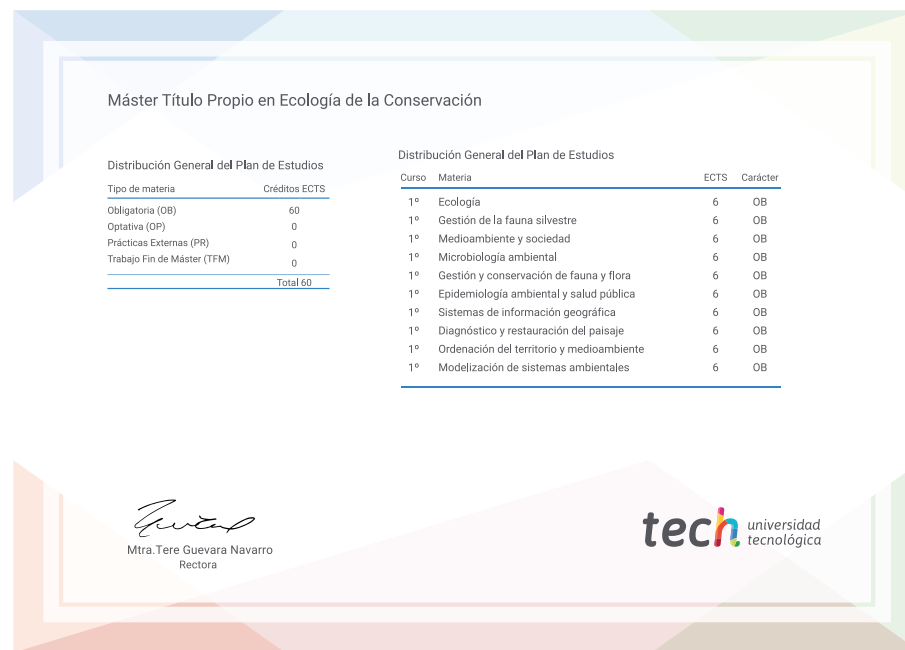 Máster Título Propio en Ecología de la Conservación
Distribución General del Plan de Estudios
Tipo de materia Créditos ECTS
Obligatoria (OB) 60
Optativa (OP) 0
Prácticas Externas (PR) 0
Trabajo Fin de Máster (TFM) 0
Total 60
Distribución General del Plan de Estudios
Curso Materia ECTS Carácter
1º Ecología 6 OB
1º Gestión de la fauna silvestre 6 OB
1º Medioambiente y sociedad 6 OB
1º Microbiología ambiental 6 OB
1º Gestión y conservación de fauna y flora 6 OB
1º Epidemiología ambiental y salud pública 6 OB
1º Sistemas de información geográfica 6 OB
1º Diagnóstico y restauración del paisaje 6 OB
1º Ordenación del territorio y medioambiente 6 OB
1º Modelización de sistemas ambientales 6 OB
Mtra.Tere Guevara Navarro
Rectora
tech universidad
tecnológica